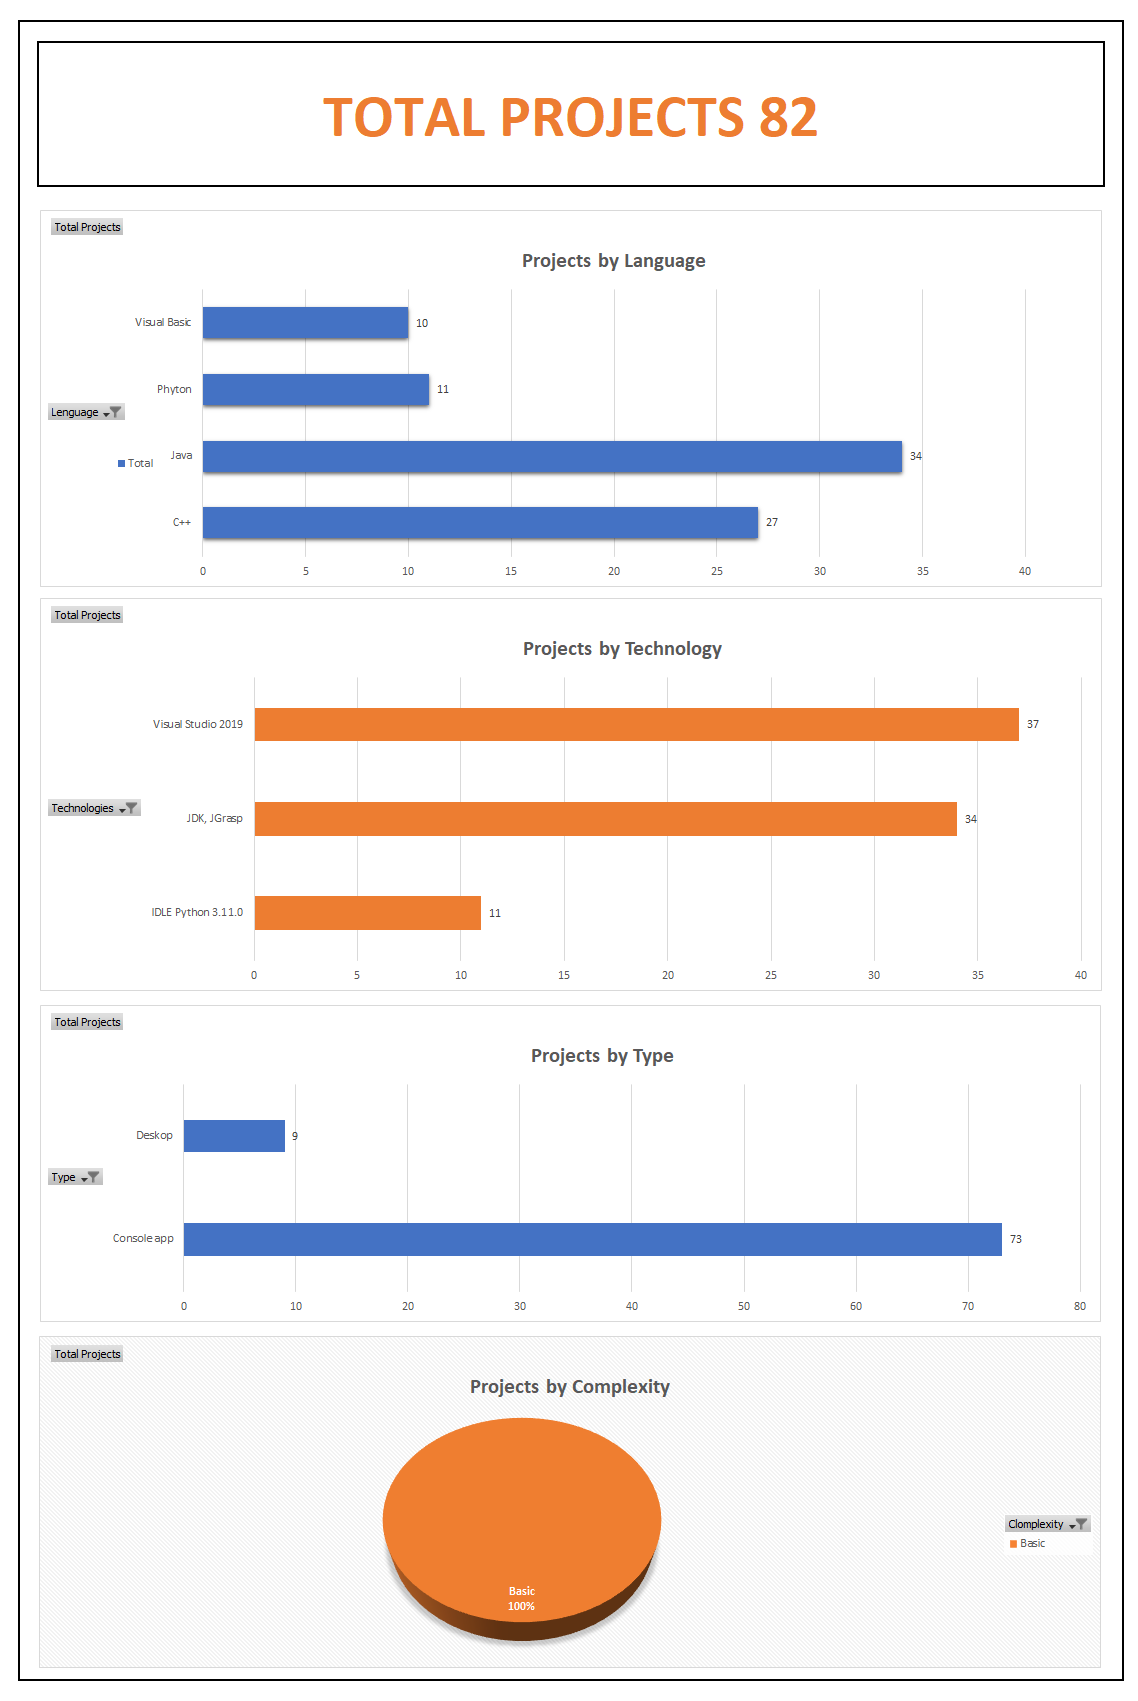 TOTAL PROJECTS 82
Total Projects
Projects by Language
Visual Basic
10
Phyton
11
Lenguage
Total
Java
34
C++
27
0 5 10 15 20 25 30 35 40
Total Projects
Projects by Technology
Visual Studio 2019
37
Technologies
JDK, JGrasp
34
IDLE Python 3.11.0
11
0 5 10 15 20 25 30 35 40
Total Projects
Projects by Type
Deskop
9
Type
Console app
73
0 10 20 30 40 50 60 70 80
Total Projects
Projects by Complexity
Clomplexity
Basic
Basic
100%